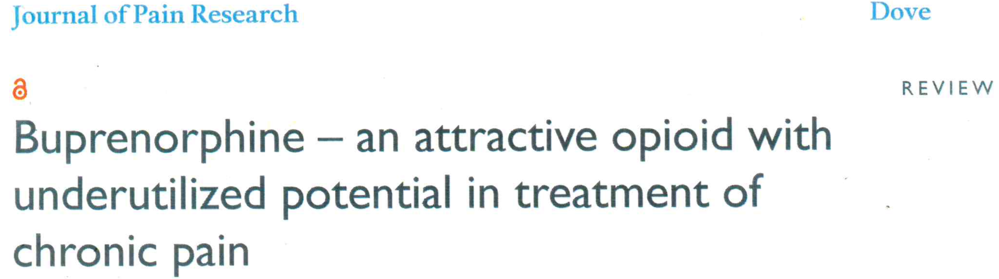 Journal of Pain Research
Dove
REVIEW
Buprenorphine – an attractive opioid with
underutilized potential in treatment of
chronic pain